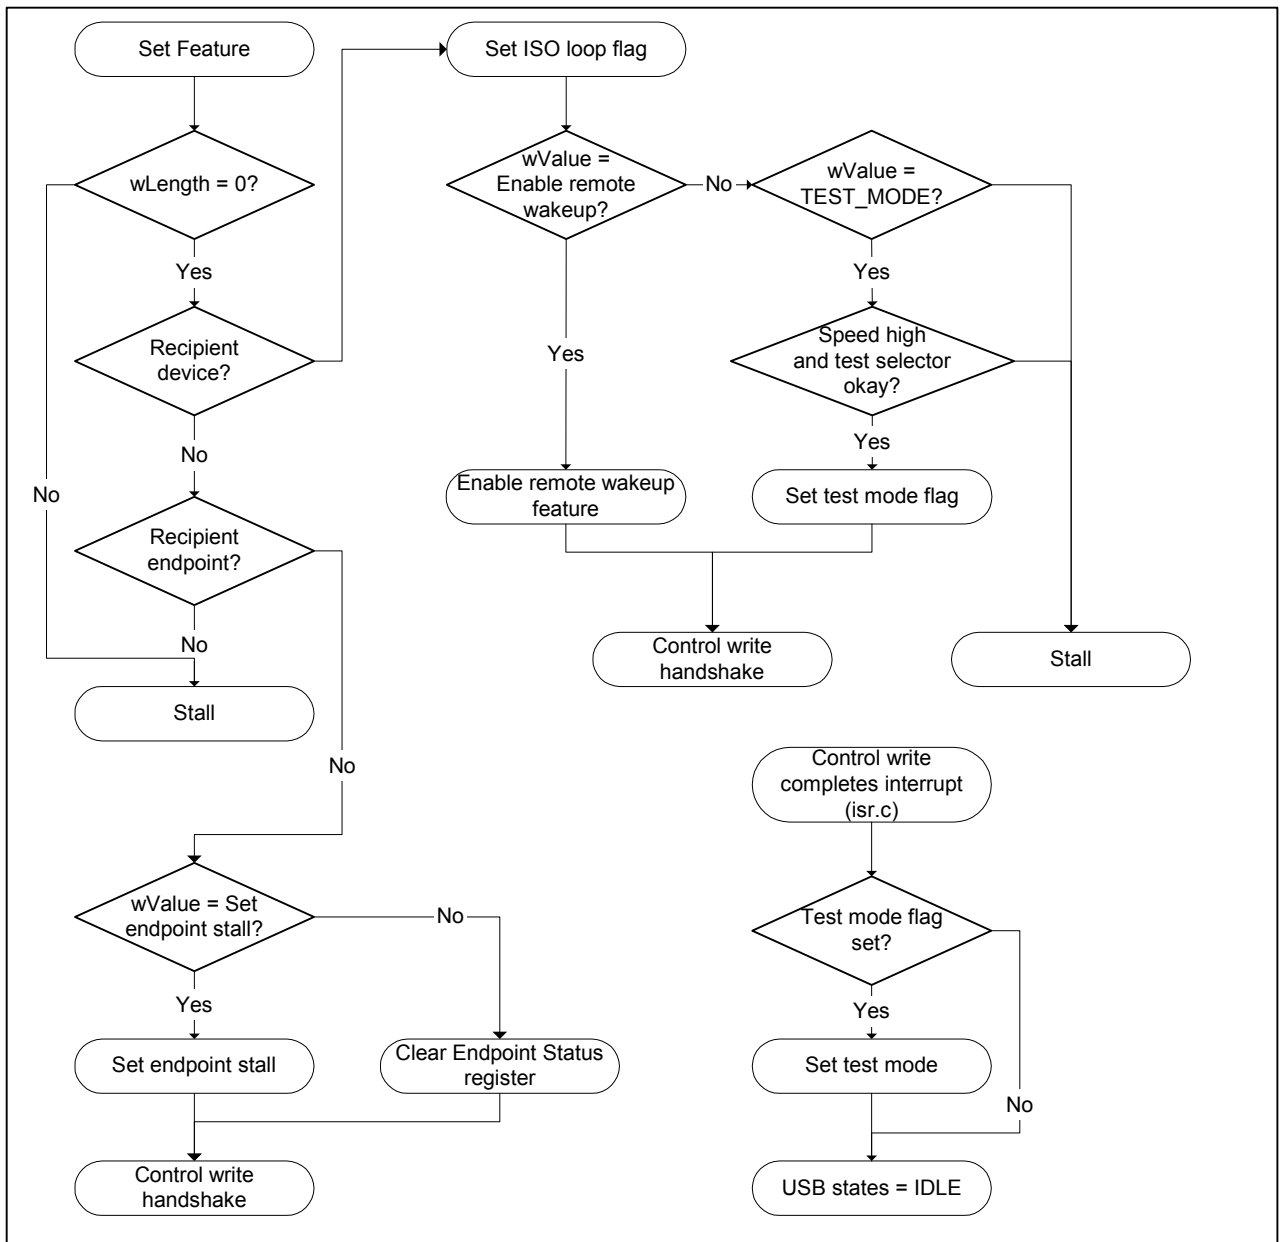 Set Feature
wLength = 0?
Yes
Recipient
device?
No
No
Recipient
endpoint?
No
Stall
No
wValue = Set
endpoint stall?
No
Yes
Set endpoint stall
Clear Endpoint Status
register
Control write
handshake
Set ISO loop flag
wValue =
Enable remote
wakeup?
No
wValue =
TEST_MODE?
Yes
Yes
Speed high
and test selector
okay?
Yes
Enable remote wakeup
feature
Set test mode flag
Control write
handshake
Stall
Control write
completes interrupt
(isr.c)
Test mode flag
set?
Yes
Set test mode
No
USB states = IDLE